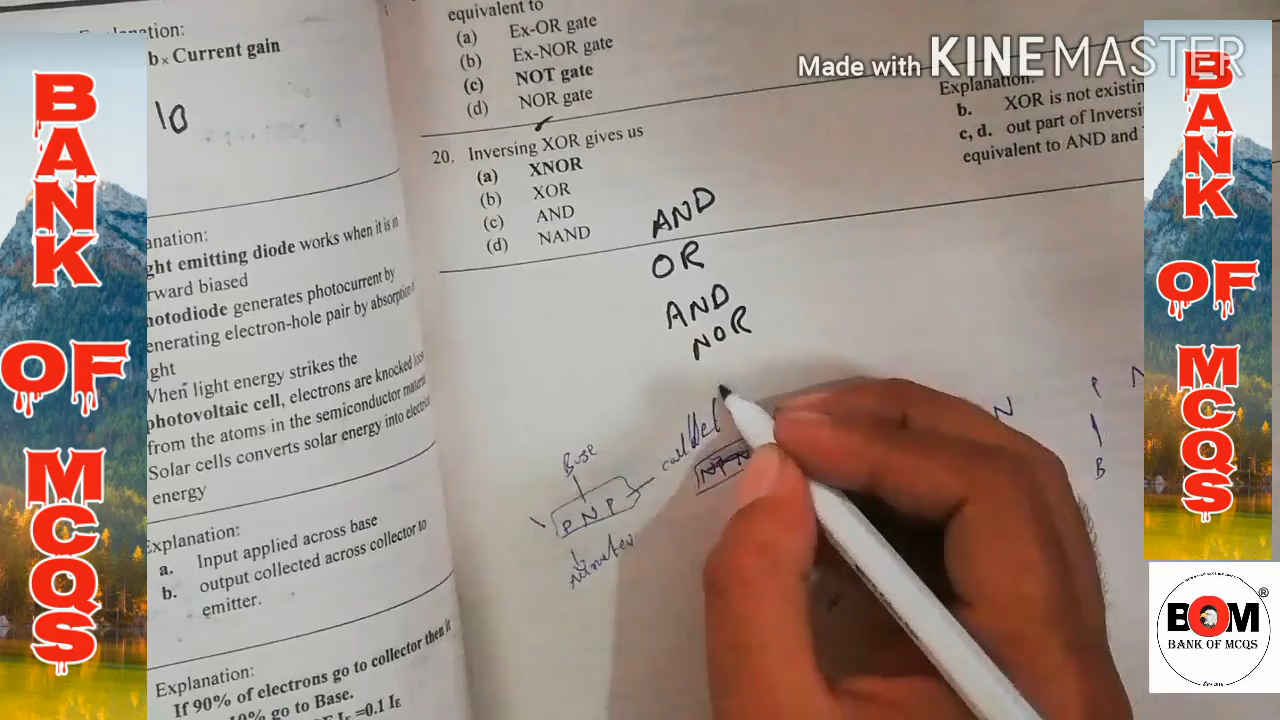 BANK OF MCQS
Explanation:
b× Current gain
10
anation:
ght emitting diode works when it is in
rward biased
hotodiode generates photocurrent by
enerating electron-hole pair by absorption of
ght
When light energy strikes the
photovoltaic cell, electrons are knocked loose
from the atoms in the semiconductor material
Solar cells converts solar energy into electrical
energy
Explanation:
a. Input applied across base
b. output collected across collector to
emitter.
Explanation:
If 90% of electrons go to collector then it
10% go to Base.
=0.1 IE
equivalent to
(a) Ex-OR gate
(b) Ex-NOR gate
(c) NOT gate
(d) NOR gate
20. Inversing XOR gives us
(a) XNOR
(b) XOR
(c) AND
(d) NAND
AND
OR
AND
NOR
Base
PNP
N
P N
B
Made with KINEMASTER
Explanation:
b. XOR is not existin
c, d. out part of Inversi
equivalent to AND and
BANK OF MCQS
BOM
®
BANK OF MCQS